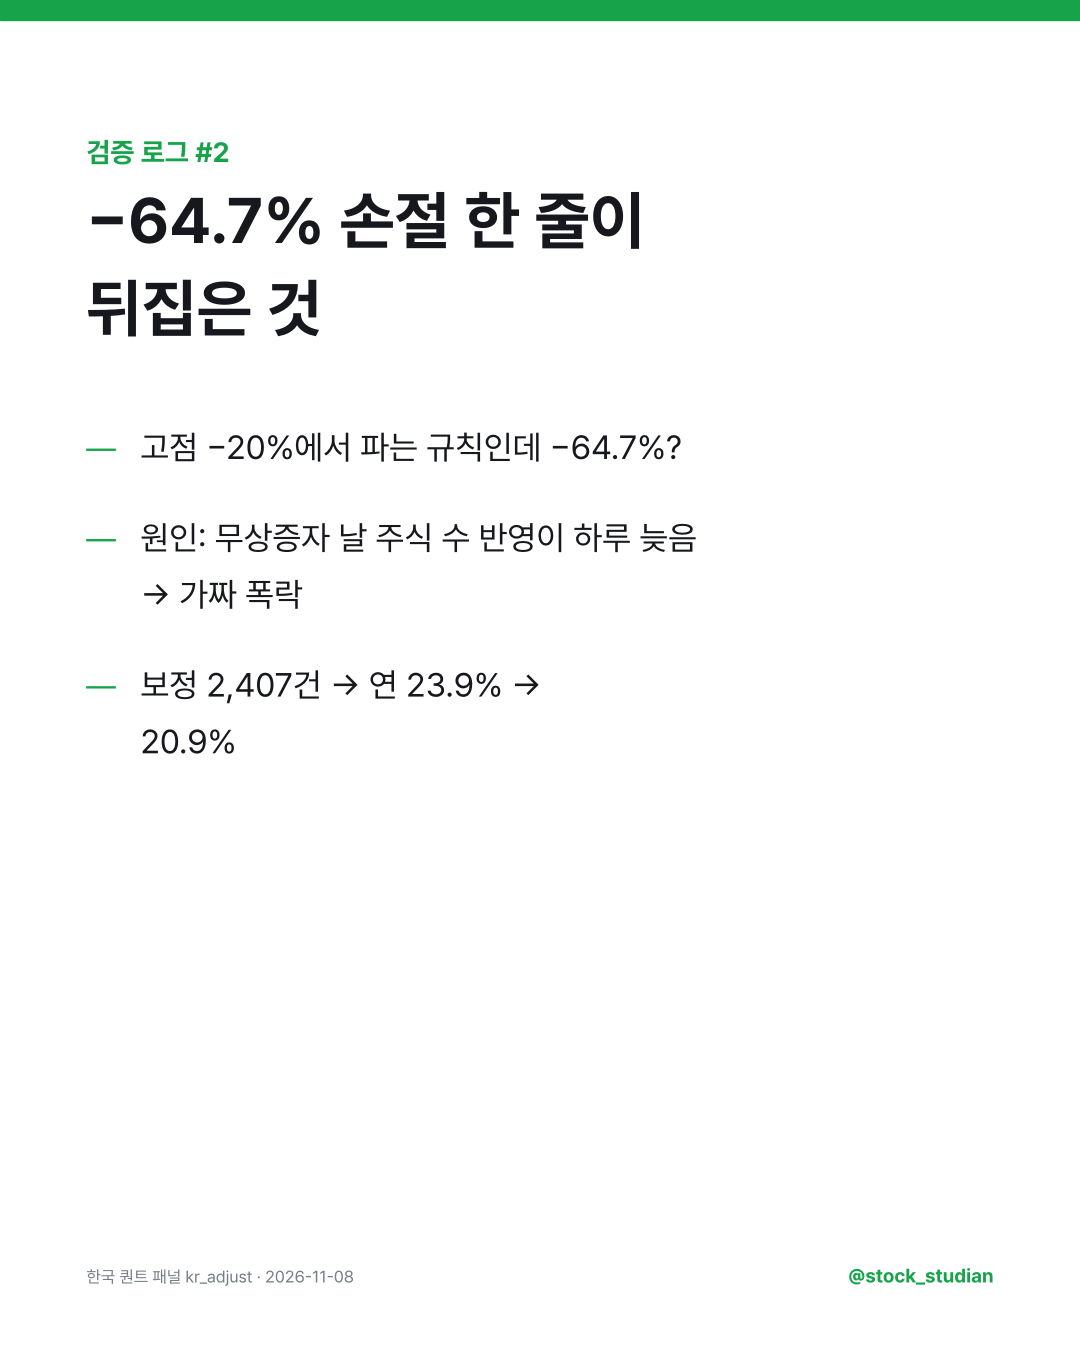 검증 로그 #2
−64.7% 손절 한 줄이
뒤집은 것
— 고점 −20%에서 파는 규칙인데 −64.7%?
— 원인: 무상증자 날 주식 수 반영이 하루 늦음
→ 가짜 폭락
— 보정 2,407건 → 연 23.9% →
20.9%
한국 퀀트 패널 kr_adjust · 2026-11-08
@stock_studian